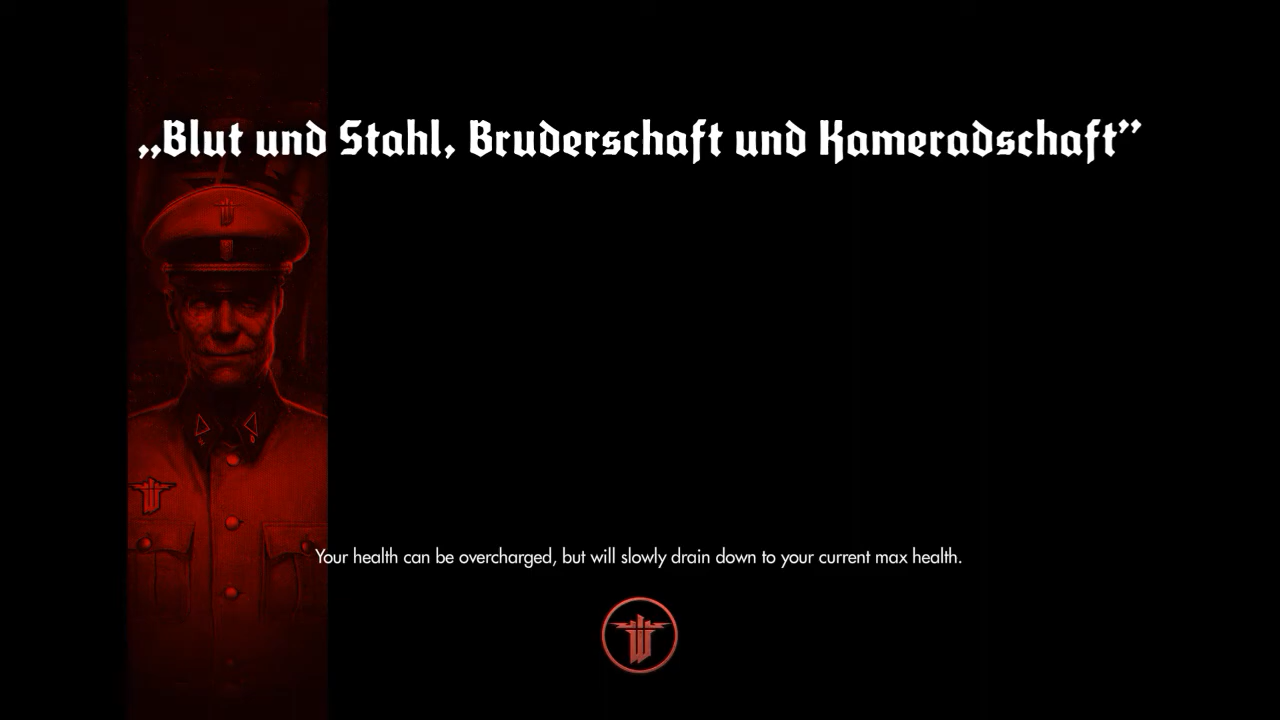 „Blut und Stahl, Bruderschaft und Kameradschaft”
Your health can be overcharged, but will slowly drain down to your current max health.